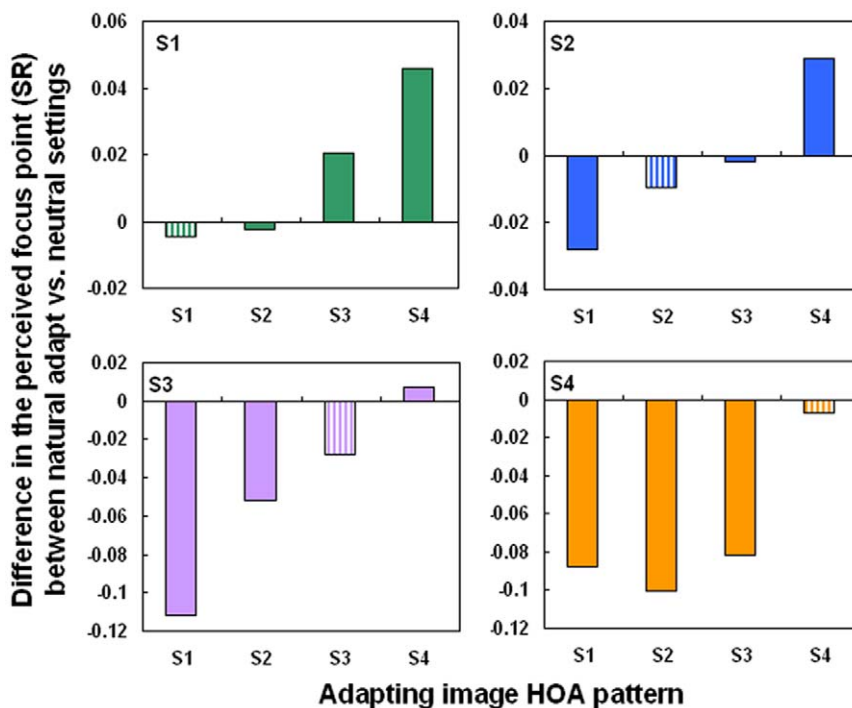 Difference in the perceived focus point (SR)
between natural adapt vs. neutral settings
S1
0.06
0.04
0.02
0
-0.02
S1 S2 S3 S4
S2
0.04
0.02
0
-0.02
-0.04
S1 S2 S3 S4
S3
0.02
0
-0.02
-0.04
-0.06
-0.08
-0.1
-0.12
S1 S2 S3 S4
S4
0.02
0
-0.02
-0.04
-0.06
-0.08
-0.1
-0.12
S1 S2 S3 S4
Adapting image HOA pattern